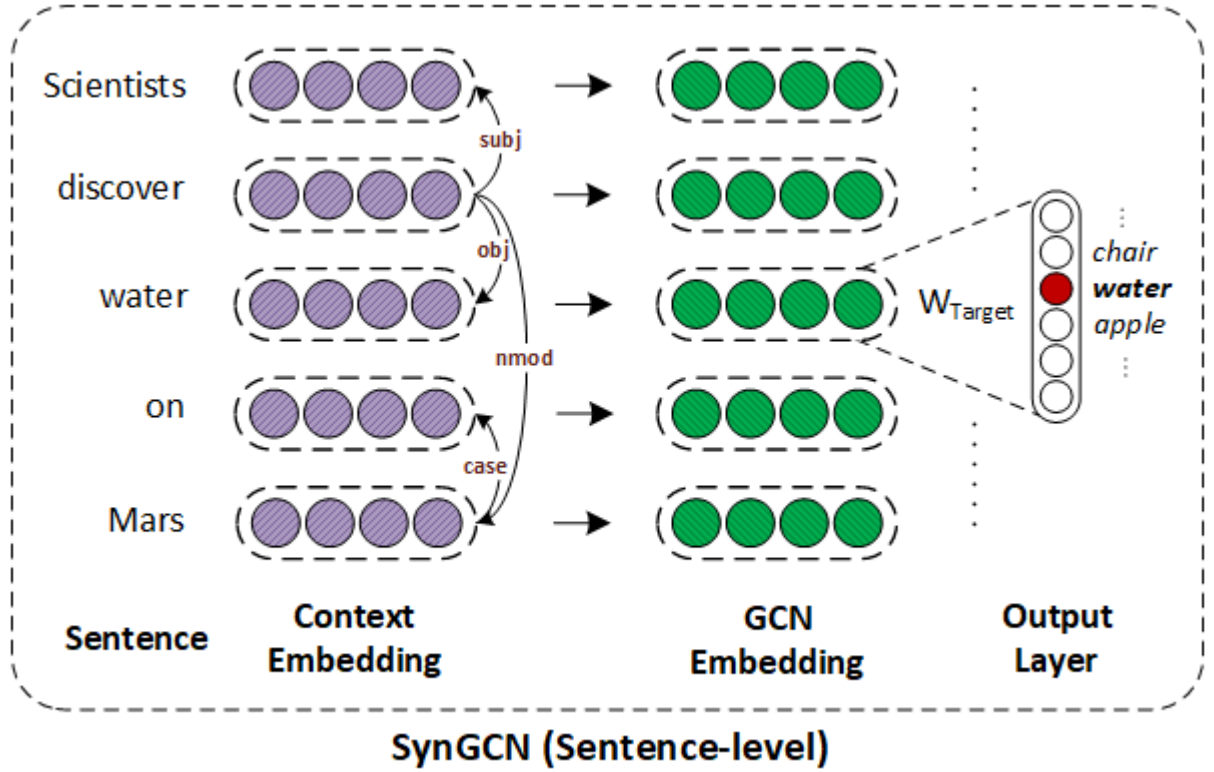 Scientists
subj
discover
obj
chair
water
W_Target
water
nmod
apple
on
case
Mars
Sentence
Context
Embedding
GCN
Embedding
Output
Layer
SynGCN (Sentence-level)